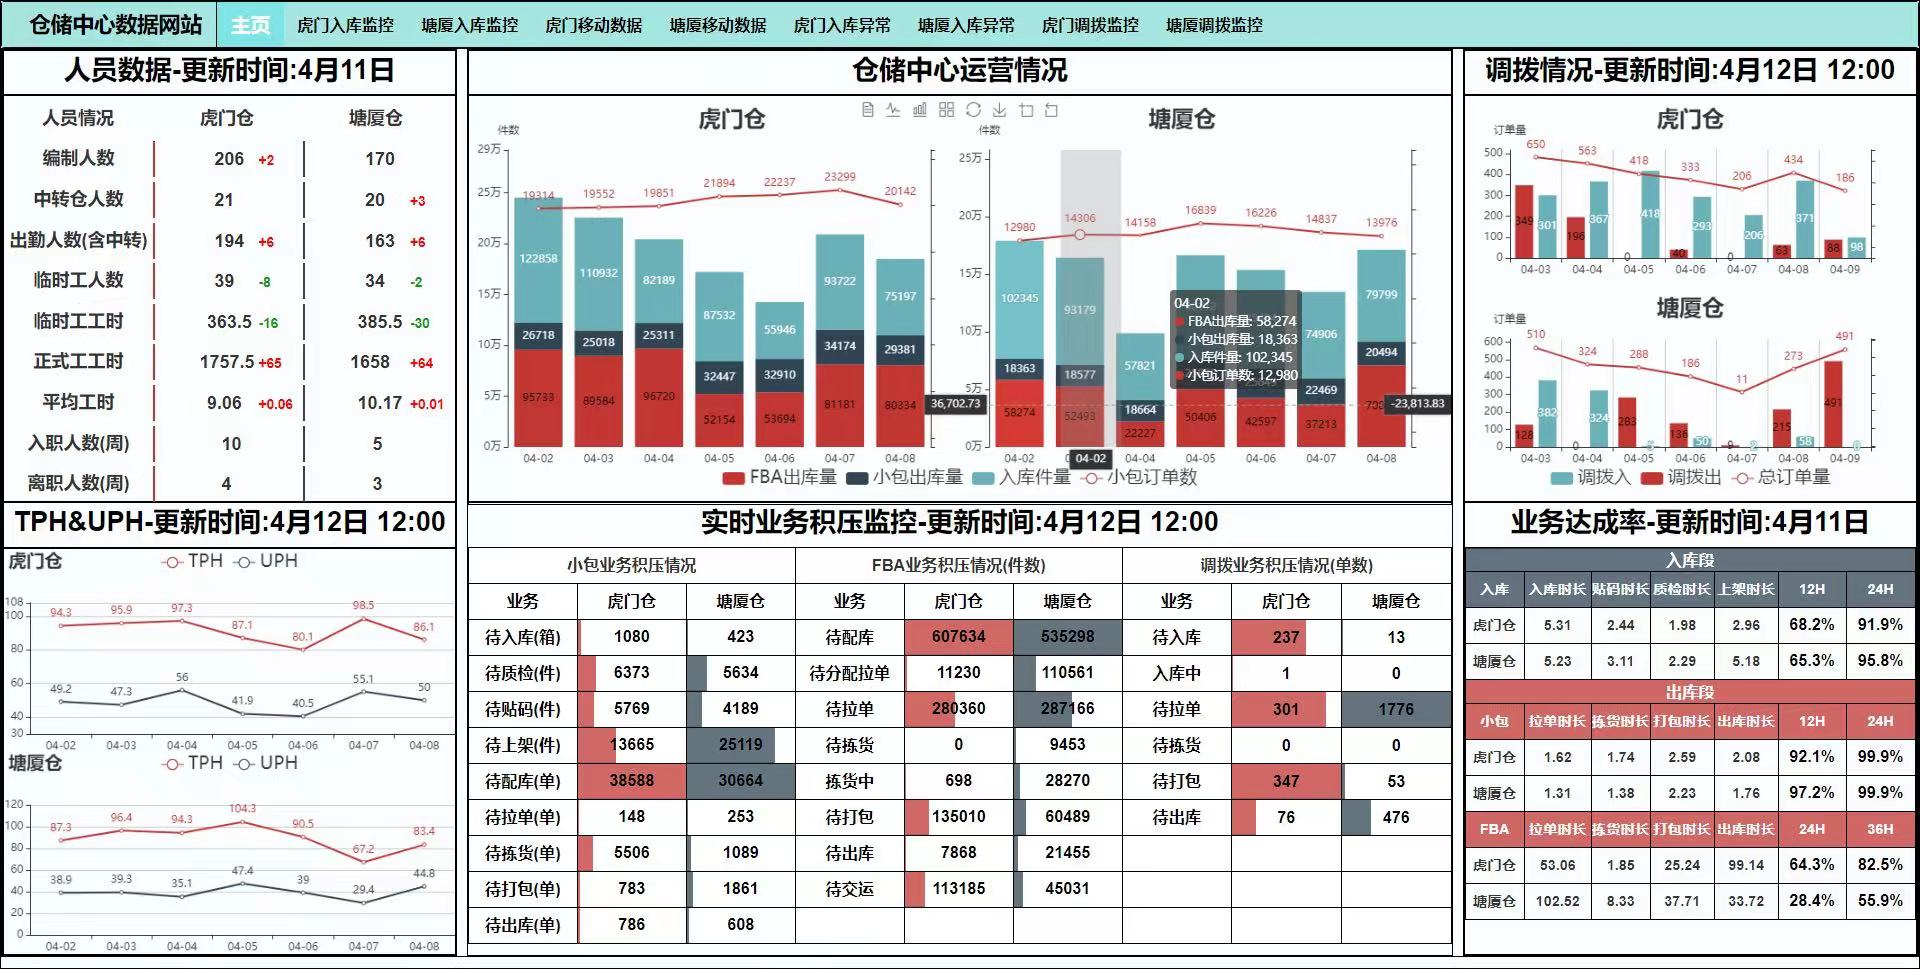 仓储中心数据网站 主页 虎门入库监控 塘厦入库监控 虎门移动数据 塘厦移动数据 虎门入库异常 塘厦入库异常 虎门调拨监控 塘厦调拨监控
人员数据-更新时间:4月11日
人员情况 虎门仓 塘厦仓
编制人数 206 +2 170
中转仓人数 21 20 +3
出勤人数(含中转) 194 +6 163 +6
临时工人数 39 -8 34 -2
临时工工时 363.5 -16 385.5 -30
正式工工时 1757.5 +65 1658 +64
平均工时 9.06 +0.06 10.17 +0.01
入职人数(周) 10 5
离职人数(周) 4 3
仓储中心运营情况
虎门仓
件数
29万
25万
20万
15万
10万
5万
0万
19314 19552 19851 21894 22237 23299 20142
122858 110932 82189 87532 55946 93722 75197
26718 25018 25311 32447 32910 34174 29381
95733 89584 96720 52154 53694 81181 80334
36,702.73
04-02 04-03 04-04 04-05 04-06 04-07 04-08
塘厦仓
件数
25万
20万
15万
10万
5万
0万
12980 14306 14158 16839 16226 14837 13976
102345 93179 57821 74906 79799
18363 18577 18664 22469 20494
58274 52493 22227 50406 42597 37213
04-02
FBA出库量: 58,274
小包出库量: 18,363
入库件量: 102,345
小包订单数: 12,980
-23,813.83
04-02 04-02 04-04 04-05 04-06 04-07 04-08
FBA出库量 小包出库量 入库件量 小包订单数
调拨情况-更新时间:4月12日 12:00
虎门仓
订单量
500
400
300
200
100
0
650 563 418 333 206 434 186
349 301 196 367 0 418 40 293 0 206 63 371 88 98
04-03 04-04 04-05 04-06 04-07 04-08 04-09
塘厦仓
订单量
600
500
400
300
200
100
0
510 324 288 186 11 273 491
128 382 0 324 283 5 136 50 9 2 215 58 491 0
04-03 04-04 04-05 04-06 04-07 04-08 04-09
调拨入 调拨出 总订单量
TPH&UPH-更新时间:4月12日 12:00
虎门仓 TPH UPH
108
100
80
60
40
30
94.3 95.9 97.3 87.1 80.1 98.5 86.1
49.2 47.3 56 41.9 40.5 55.1 50
04-02 04-03 04-04 04-05 04-06 04-07 04-08
塘厦仓 TPH UPH
120
100
80
60
40
20
0
87.3 96.4 94.3 104.3 90.5 67.2 83.4
38.9 39.3 35.1 47.4 39 29.4 44.8
04-02 04-03 04-04 04-05 04-06 04-07 04-08
实时业务积压监控-更新时间:4月12日 12:00
小包业务积压情况 FBA业务积压情况(件数) 调拨业务积压情况(单数)
业务 虎门仓 塘厦仓 业务 虎门仓 塘厦仓 业务 虎门仓 塘厦仓
待入库(箱) 1080 423 待配库 607634 535298 待入库 237 13
待质检(件) 6373 5634 待分配拉单 11230 110561 入库中 1 0
待贴码(件) 5769 4189 待拉单 280360 287166 待拉单 301 1776
待上架(件) 13665 25119 待拣货 0 9453 待拣货 0 0
待配库(单) 38588 30664 拣货中 698 28270 待打包 347 53
待拉单(单) 148 253 待打包 135010 60489 待出库 76 476
待拣货(单) 5506 1089 待出库 7868 21455
待打包(单) 783 1861 待交运 113185 45031
待出库(单) 786 608
业务达成率-更新时间:4月11日
入库段
入库 入库时长 贴码时长 质检时长 上架时长 12H 24H
虎门仓 5.31 2.44 1.98 2.96 68.2% 91.9%
塘厦仓 5.23 3.11 2.29 5.18 65.3% 95.8%
出库段
小包 拉单时长 拣货时长 打包时长 出库时长 12H 24H
虎门仓 1.62 1.74 2.59 2.08 92.1% 99.9%
塘厦仓 1.31 1.38 2.23 1.76 97.2% 99.9%
FBA 拉单时长 拣货时长 打包时长 出库时长 24H 36H
虎门仓 53.06 1.85 25.24 99.14 64.3% 82.5%
塘厦仓 102.52 8.33 37.71 33.72 28.4% 55.9%